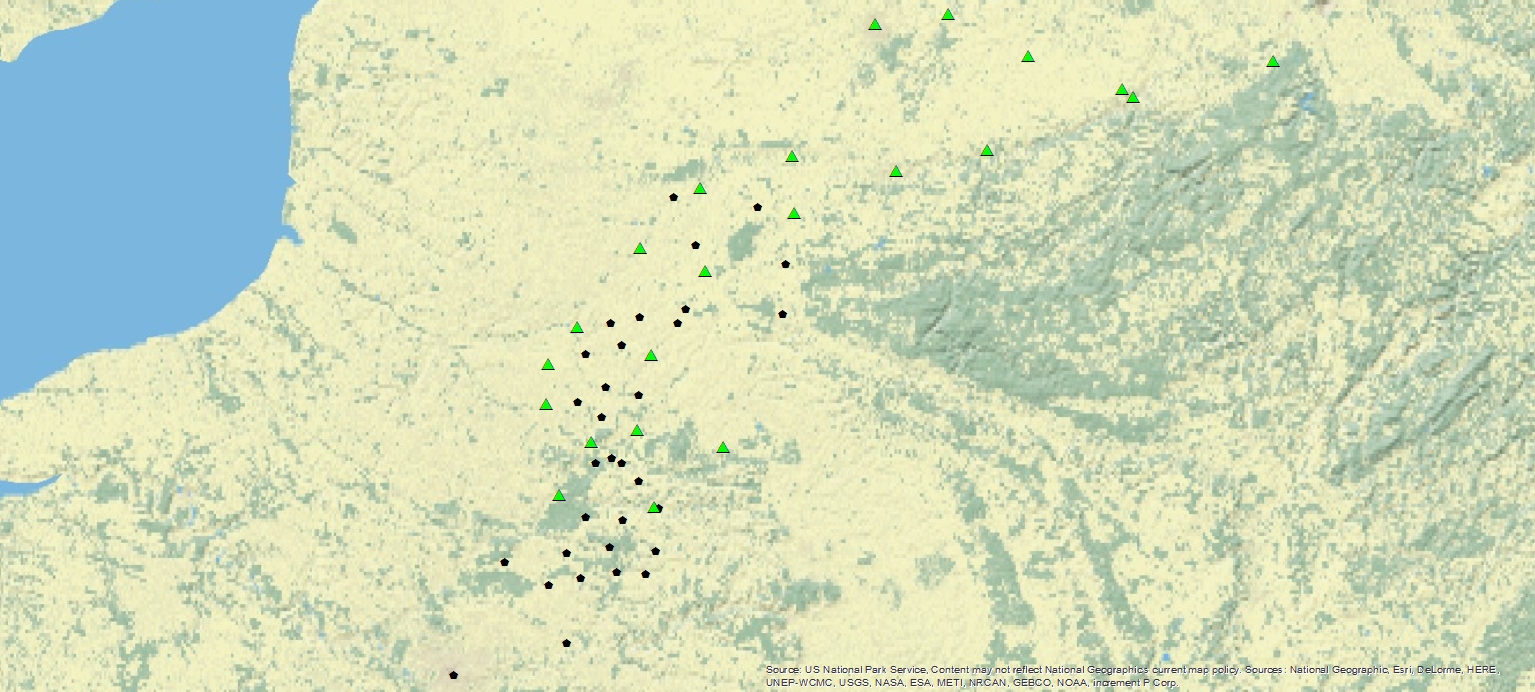 Source: US National Park Service, Content may not reflect National Geographic's current map policy. Sources: National Geographic, Esri, DeLorme, HERE,
UNEP-WCMC, USGS, NASA, ESA, METI, NRCAN, GEBCO, NOAA, increment P Corp.